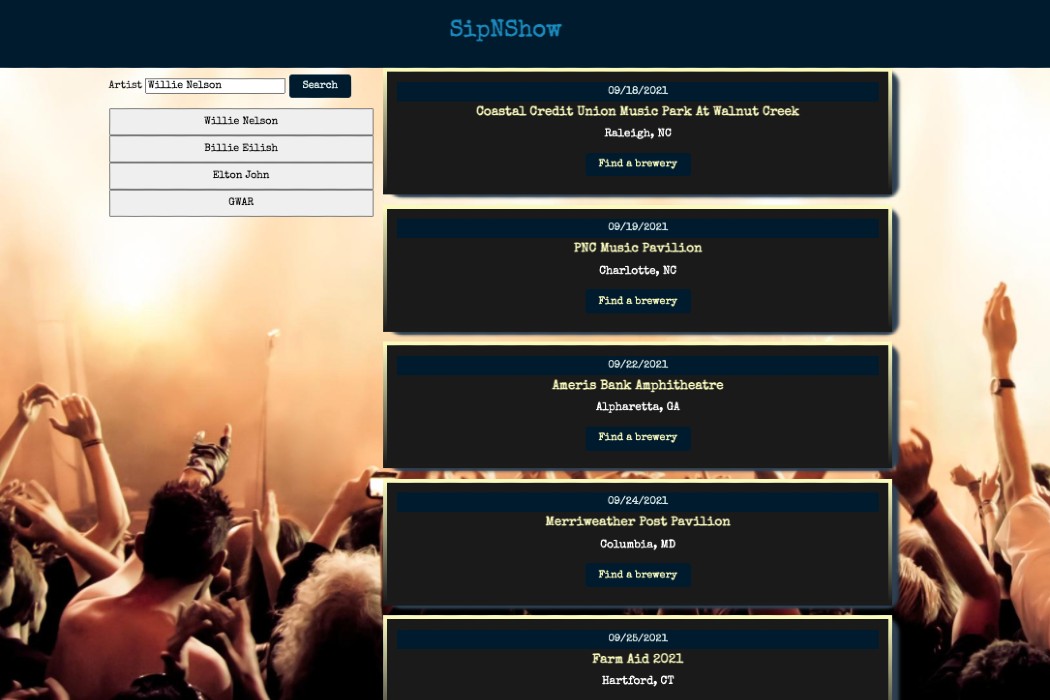 SipNShow
Artist Willie Nelson Search
Willie Nelson
Billie Eilish
Elton John
GWAR
09/18/2021
Coastal Credit Union Music Park At Walnut Creek
Raleigh, NC
Find a brewery
09/19/2021
PNC Music Pavilion
Charlotte, NC
Find a brewery
09/22/2021
Ameris Bank Amphitheatre
Alpharetta, GA
Find a brewery
09/24/2021
Merriweather Post Pavilion
Columbia, MD
Find a brewery
09/25/2021
Farm Aid 2021
Hartford, CT